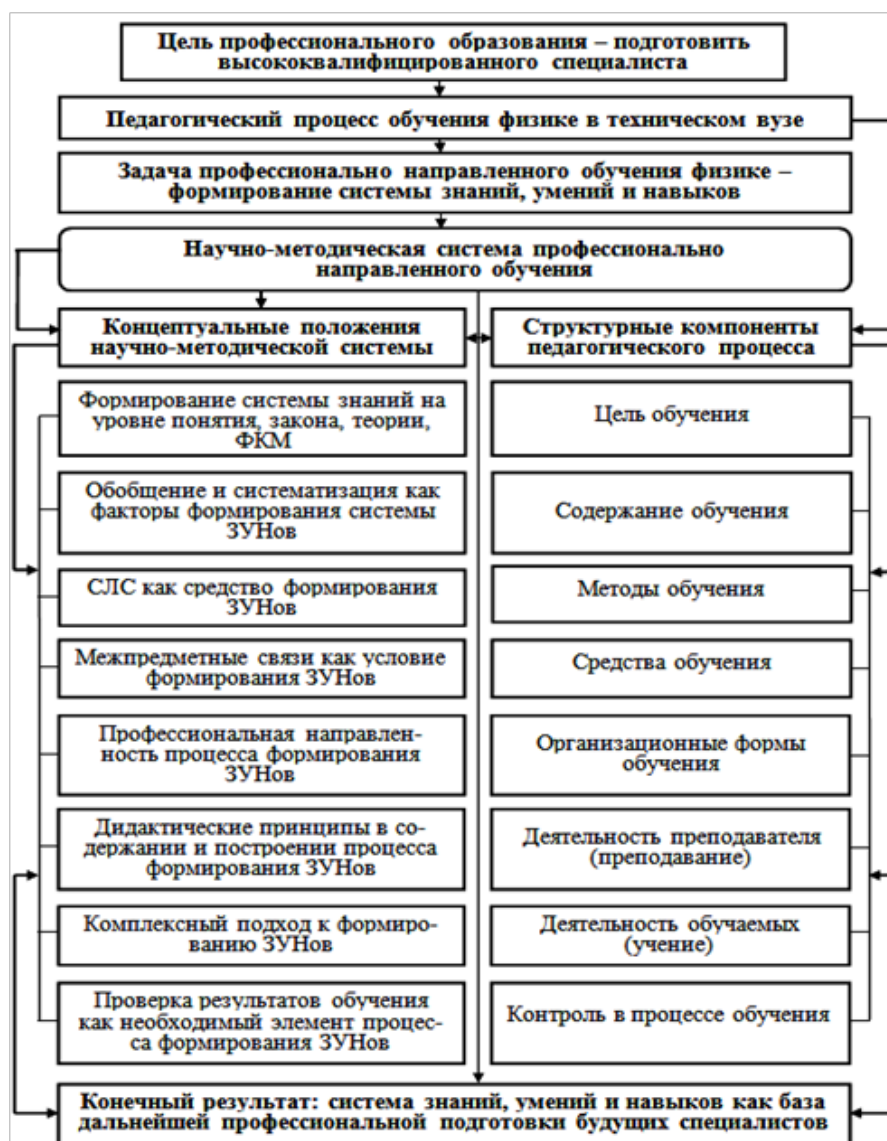 Цель профессионального образования – подготовить
высококвалифицированного специалиста
Педагогический процесс обучения физике в техническом вузе
Задача профессионально направленного обучения физике –
формирование системы знаний, умений и навыков
Научно-методическая система профессионально
направленного обучения
Концептуальные положения
научно-методической системы
Структурные компоненты
педагогического процесса
Формирование системы знаний на
уровне понятия, закона, теории,
ФКМ
Цель обучения
Обобщение и систематизация как
факторы формирования системы
ЗУНов
Содержание обучения
СЛС как средство формирования
ЗУНов
Методы обучения
Межпредметные связи как условие
формирования ЗУНов
Средства обучения
Профессиональная направлен-
ность процесса формирования
ЗУНов
Организационные формы
обучения
Дидактические принципы в со-
держании и построении процесса
формирования ЗУНов
Деятельность преподавателя
(преподавание)
Комплексный подход к формиро-
ванию ЗУНов
Деятельность обучаемых
(учение)
Проверка результатов обучения
как необходимый элемент процес-
са формирования ЗУНов
Контроль в процессе обучения
Конечный результат: система знаний, умений и навыков как база
дальнейшей профессиональной подготовки будущих специалистов